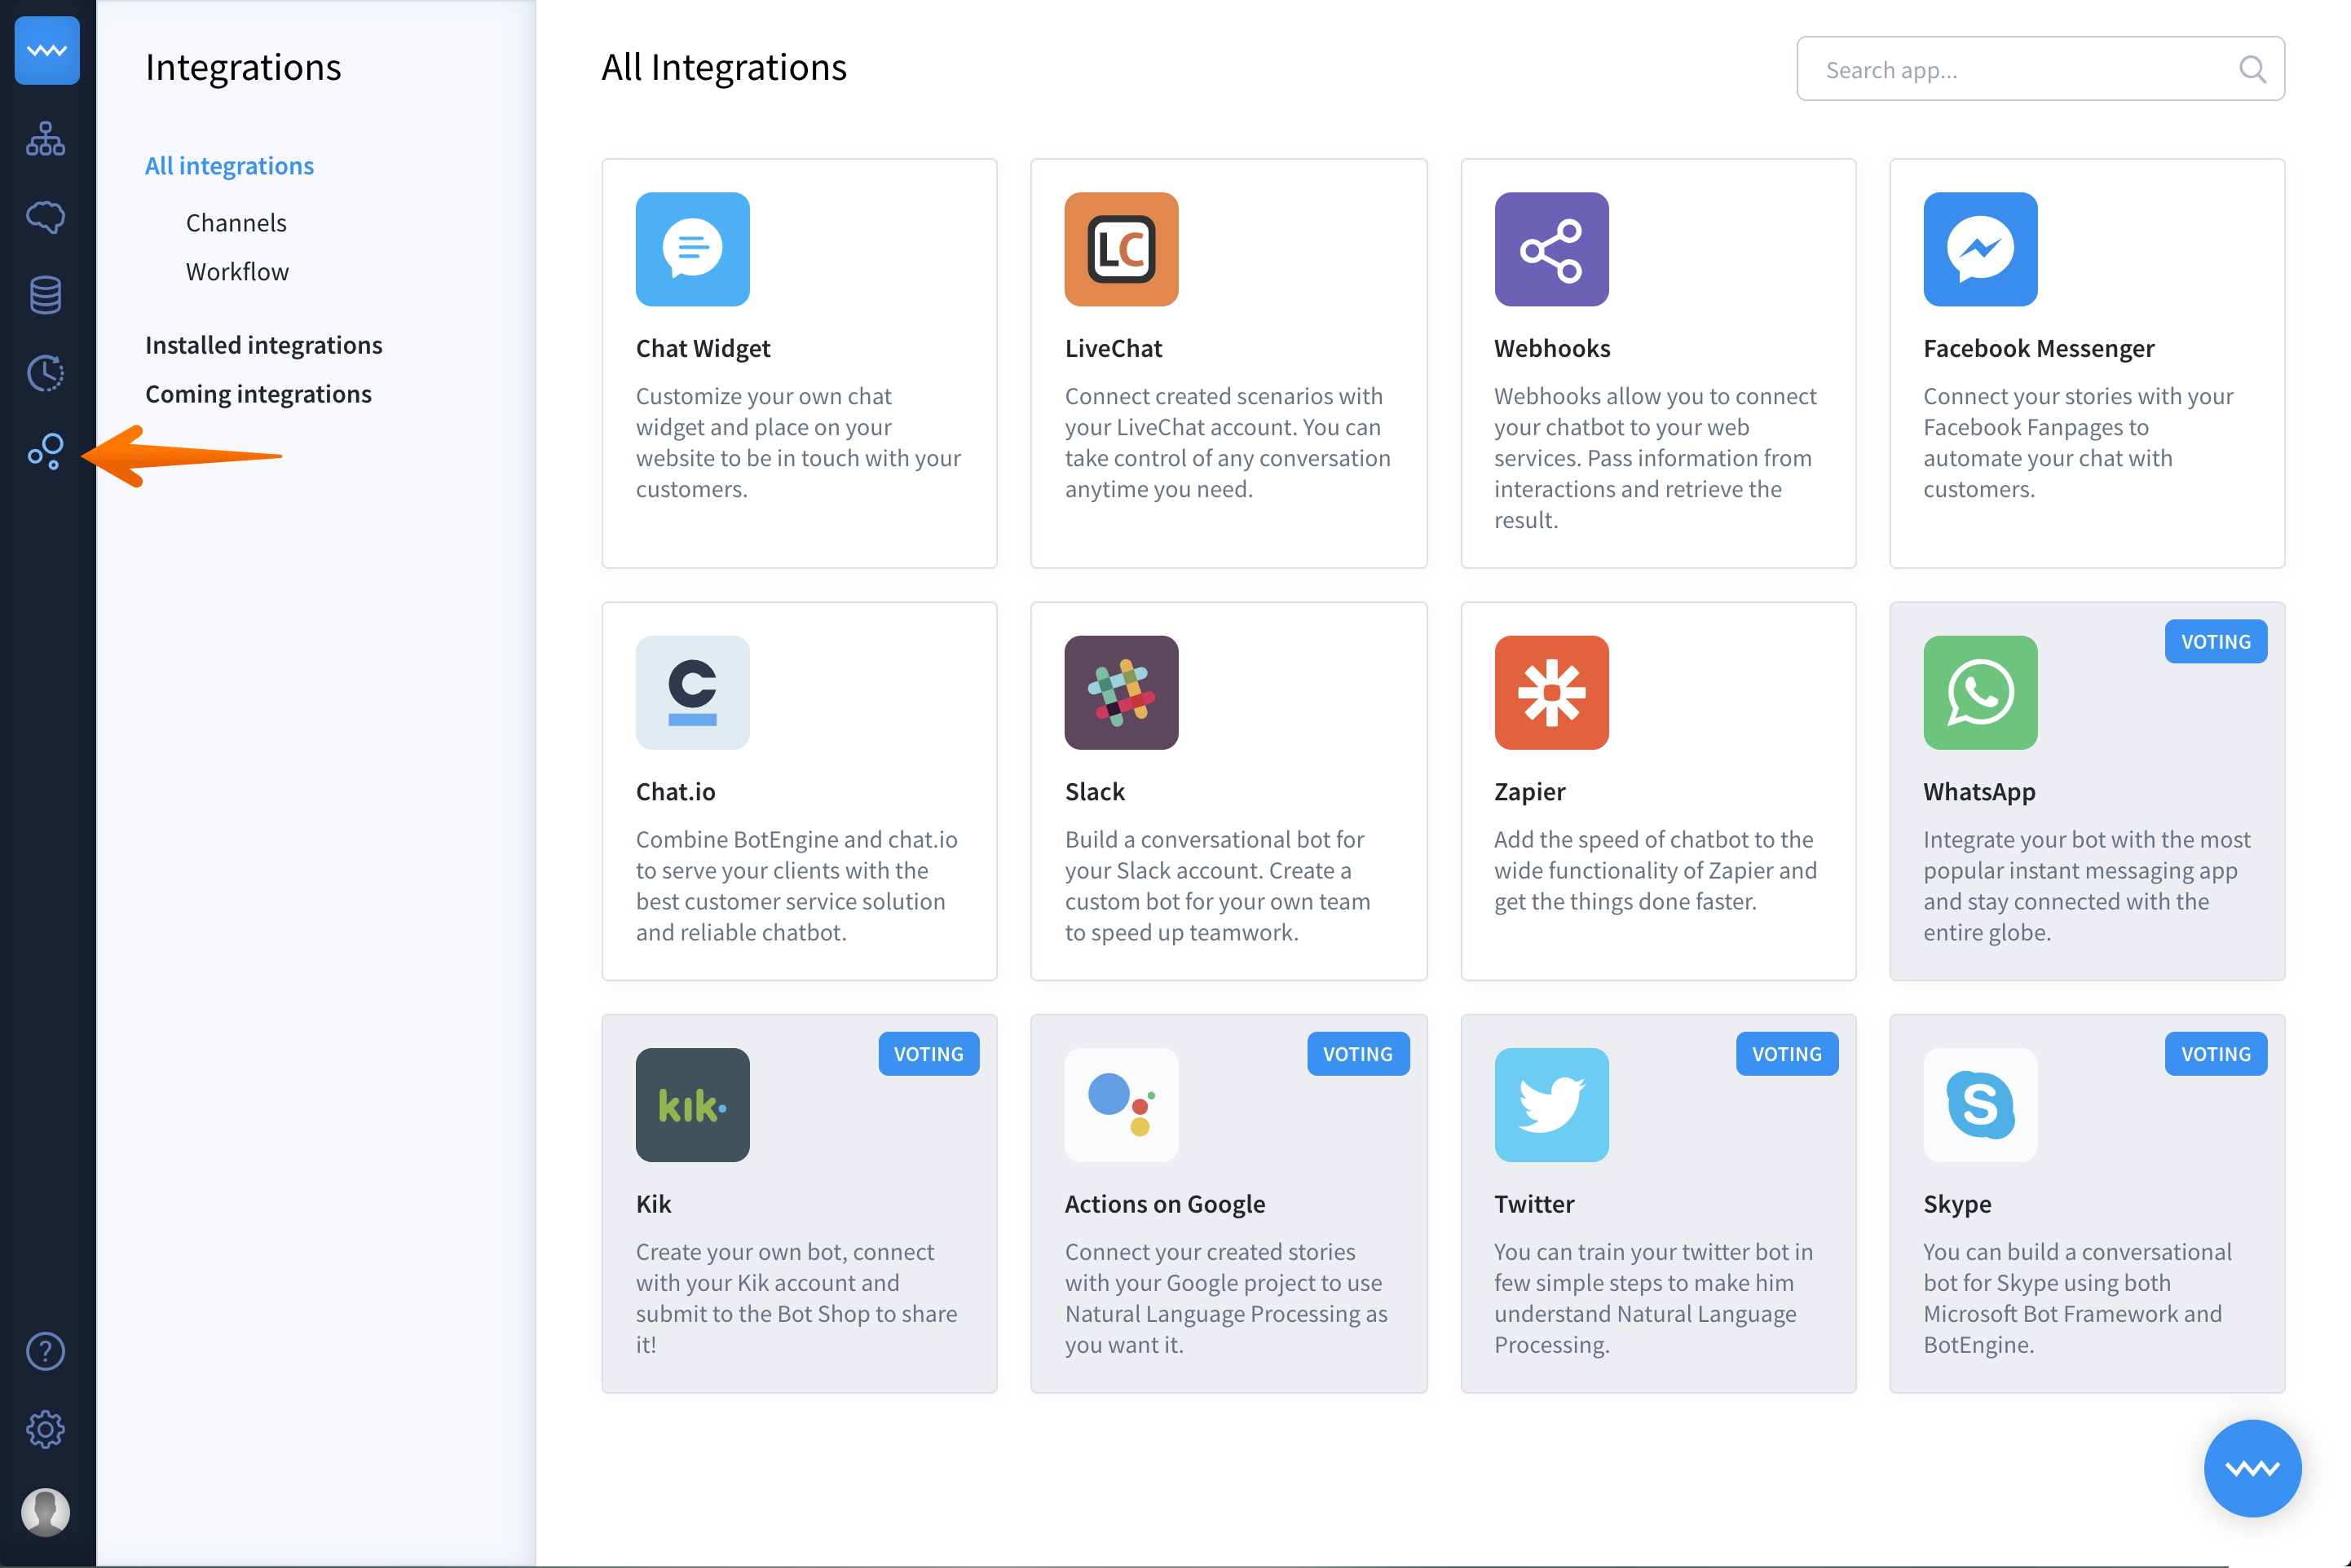 Integrations
All integrations
Channels
Workflow
Installed integrations
Coming integrations
All Integrations
Search app...
Chat Widget
Customize your own chat
widget and place on your
website to be in touch with your
customers.
LC
LiveChat
Connect created scenarios with
your LiveChat account. You can
take control of any conversation
anytime you need.
Webhooks
Webhooks allow you to connect
your chatbot to your web
services. Pass information from
interactions and retrieve the
result.
Facebook Messenger
Connect your stories with your
Facebook Fanpages to
automate your chat with
customers.
c
Chat.io
Combine BotEngine and chat.io
to serve your clients with the
best customer service solution
and reliable chatbot.
Slack
Build a conversational bot for
your Slack account. Create a
custom bot for your own team
to speed up teamwork.
Zapier
Add the speed of chatbot to the
wide functionality of Zapier and
get the things done faster.
VOTING
WhatsApp
Integrate your bot with the most
popular instant messaging app
and stay connected with the
entire globe.
VOTING
kik.
Kik
Create your own bot, connect
with your Kik account and
submit to the Bot Shop to share
it!
VOTING
Actions on Google
Connect your created stories
with your Google project to use
Natural Language Processing as
you want it.
VOTING
Twitter
You can train your twitter bot in
few simple steps to make him
understand Natural Language
Processing.
VOTING
S
Skype
You can build a conversational
bot for Skype using both
Microsoft Bot Framework and
BotEngine.
?